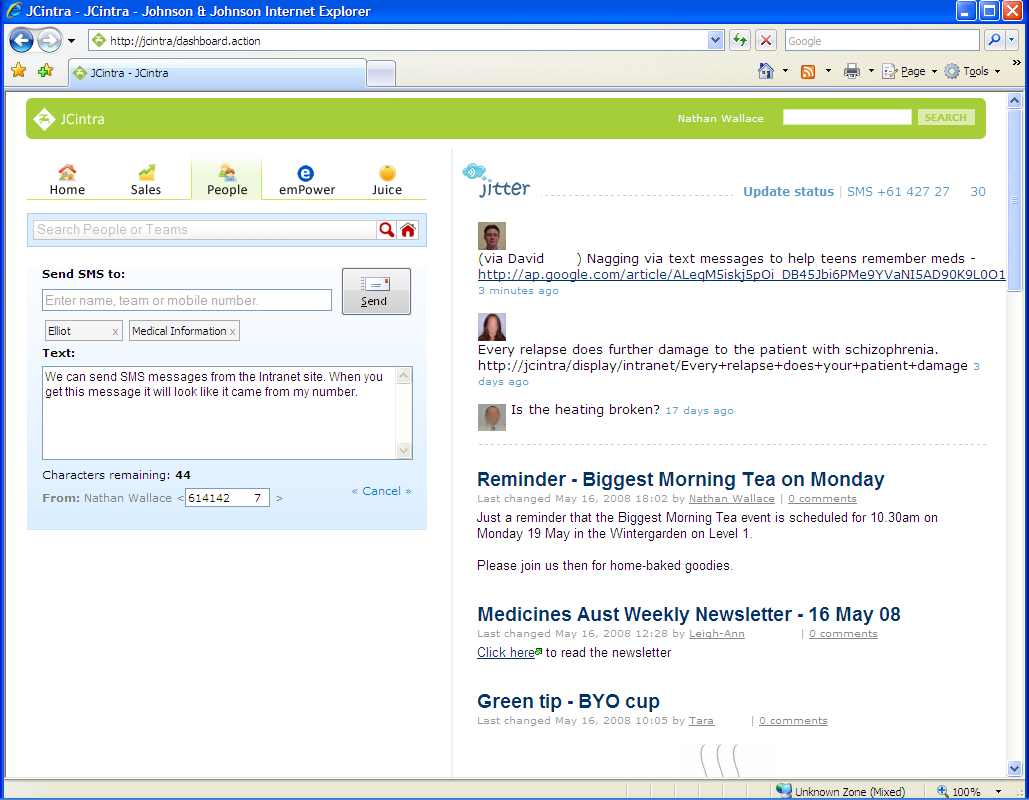 JCintra - JCintra - Johnson & Johnson Internet Explorer
http://jcintra/dashboard.action
Google
JCintra - JCintra
Page
Tools
JCintra
Nathan Wallace
SEARCH
Home
Sales
People
emPower
Juice
Search People or Teams
Send SMS to:
Enter name, team or mobile number.
Send
Elliot x
Medical Information x
Text:
We can send SMS messages from the Intranet site. When you
get this message it will look like it came from my number.
Characters remaining: 44
From: Nathan Wallace < 614142 7 >
« Cancel »
jitter
Update status | SMS +61 427 27 30
(via David ) Nagging via text messages to help teens remember meds -
http://ap.google.com/article/ALeqM5iskj5pOi_DB45Jbi6PMe9YVaNI5AD90K9L0O1
3 minutes ago
Every relapse does further damage to the patient with schizophrenia.
http://jcintra/display/intranet/Every+relapse+does+your+patient+damage 3
days ago
Is the heating broken? 17 days ago
Reminder - Biggest Morning Tea on Monday
Last changed May 16, 2008 18:02 by Nathan Wallace | 0 comments
Just a reminder that the Biggest Morning Tea event is scheduled for 10.30am on
Monday 19 May in the Wintergarden on Level 1.
Please join us then for home-baked goodies.
Medicines Aust Weekly Newsletter - 16 May 08
Last changed May 16, 2008 12:28 by Leigh-Ann | 0 comments
Click here to read the newsletter
Green tip - BYO cup
Last changed May 16, 2008 10:05 by Tara | 0 comments
Unknown Zone (Mixed)
100%